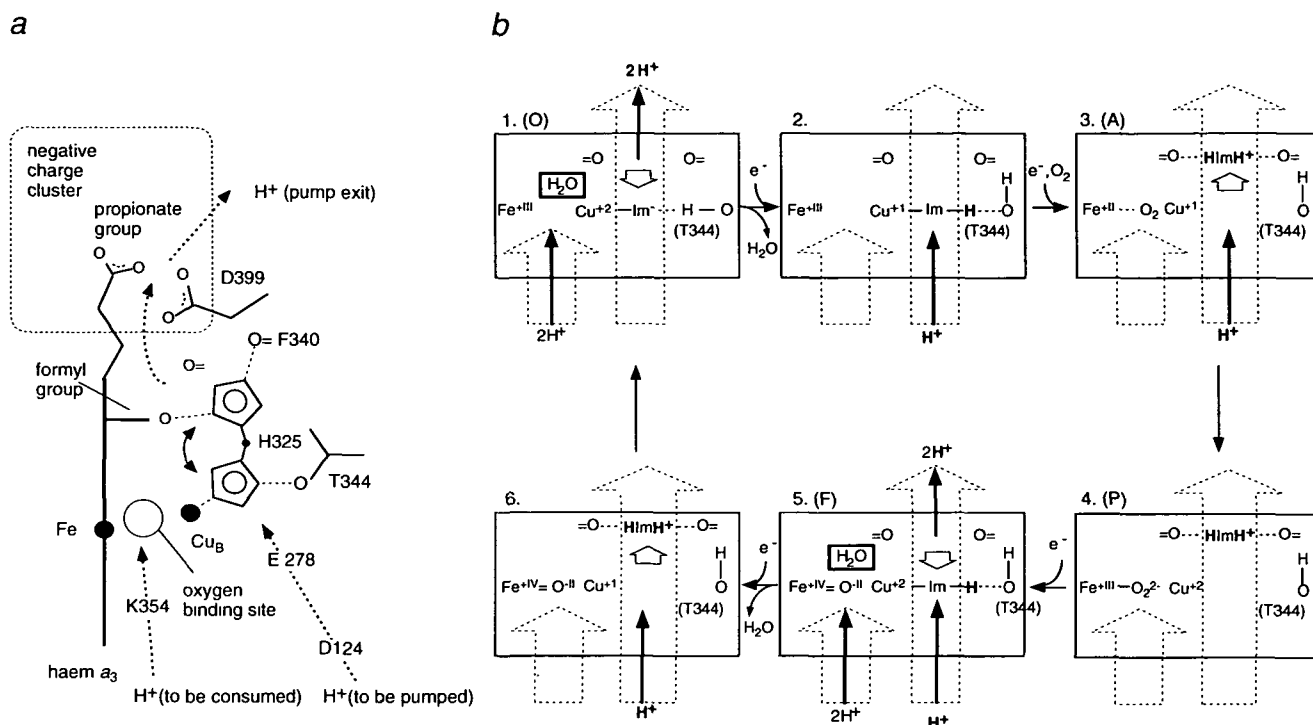 a
negative
charge
cluster
propionate
group
H⁺ (pump exit)
O
O
O
O
D399
O= F340
O=
formyl
group
O
H325
O
T344
Fe
CuB
E 278
oxygen
binding site
K354
D124
haem a3
H⁺ (to be consumed)
H⁺ (to be pumped)
b
2H⁺
1. (O)
=O
O=
H2O
Fe+III
Cu+2
Im-
H
O
(T344)
2H⁺
e-
H2O
2.
=O
O=
H
Fe+III
Cu+1
Im
H
O
(T344)
H⁺
e-,O2
3. (A)
=O
HImH⁺
O=
H
O
Fe+II
O2
Cu+1
(T344)
H⁺
6.
=O
HImH⁺
O=
H
O
Fe+IV=O-II
Cu+1
(T344)
H⁺
e-
H2O
2H⁺
5. (F)
=O
O=
H2O
H
Fe+IV=O-II
Cu+2
Im
H
O
(T344)
2H⁺
H⁺
e-
4. (P)
=O
HImH⁺
O=
H
O
Fe+III
O2 2-
Cu+2
(T344)